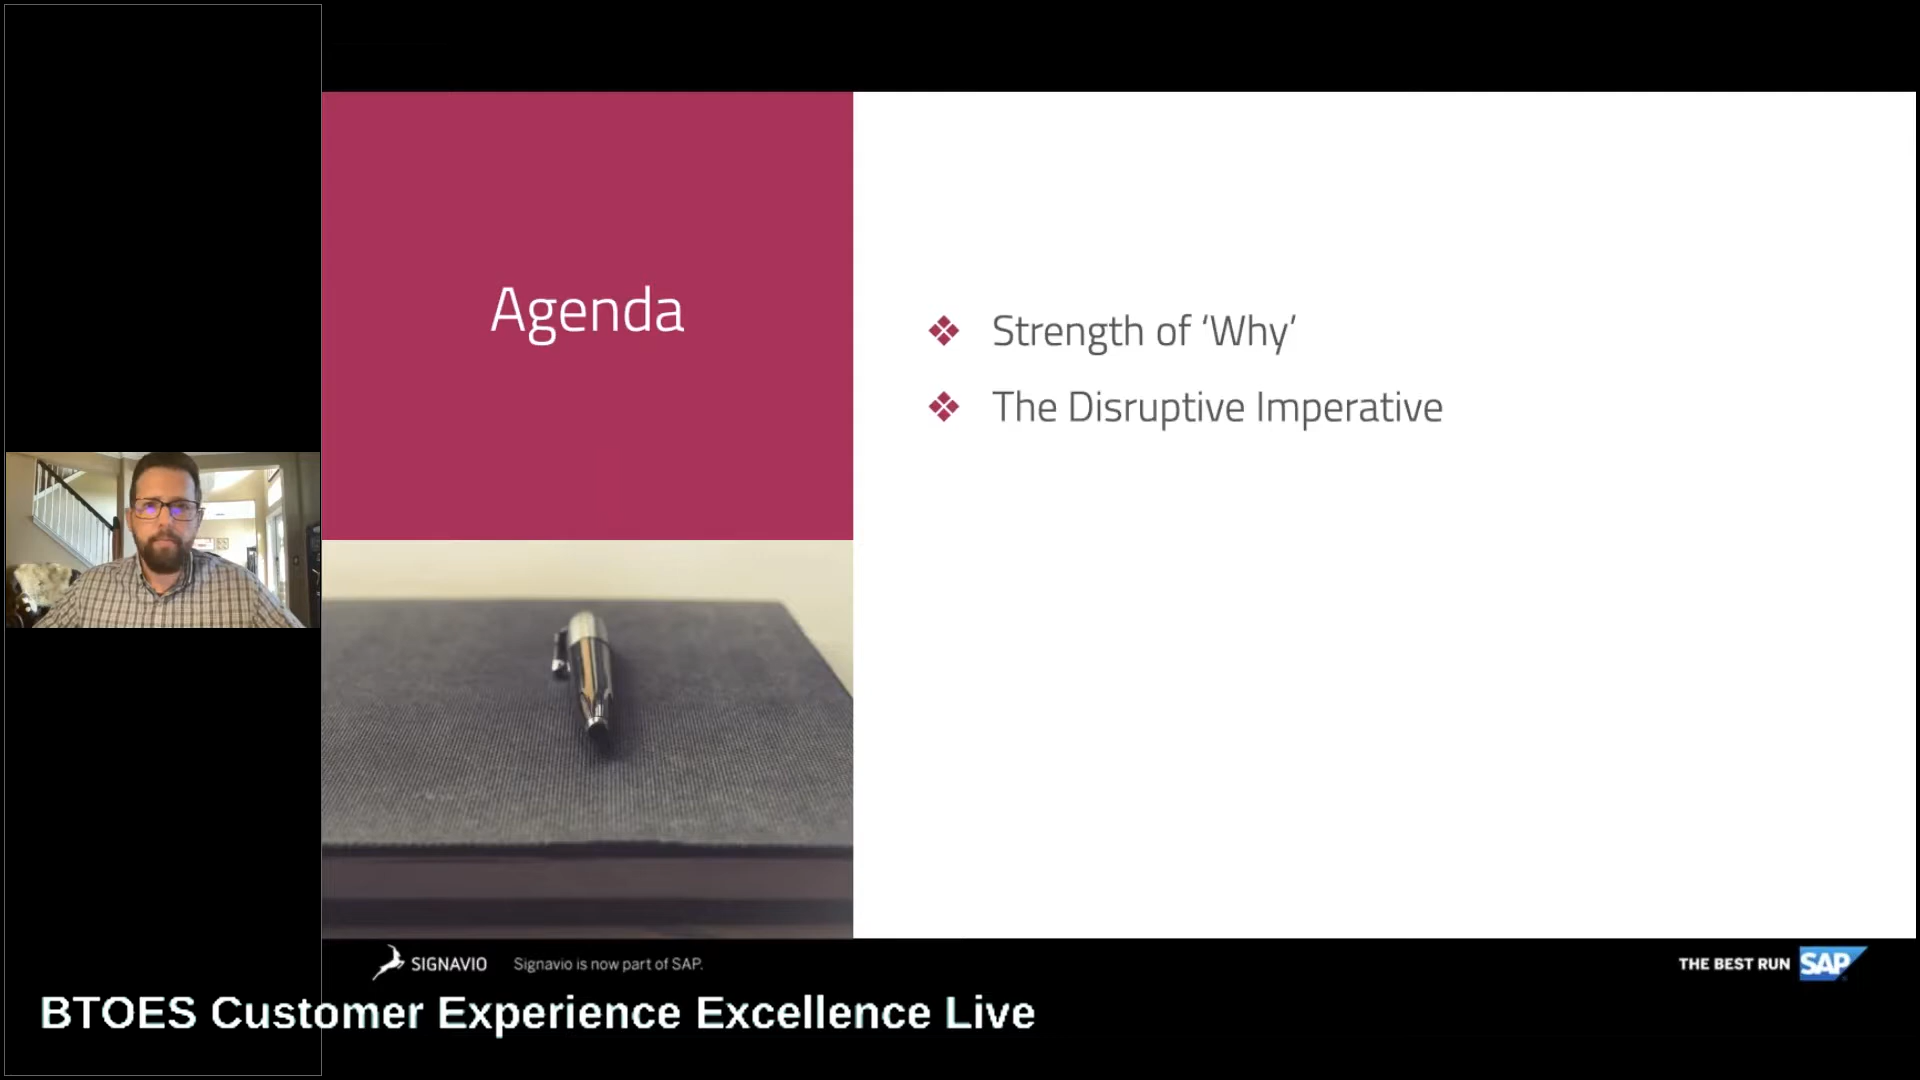 Agenda
Strength of ‘Why’
The Disruptive Imperative
SIGNAVIO
Signavio is now part of SAP.
THE BEST RUN SAP
BTOES Customer Experience Excellence Live